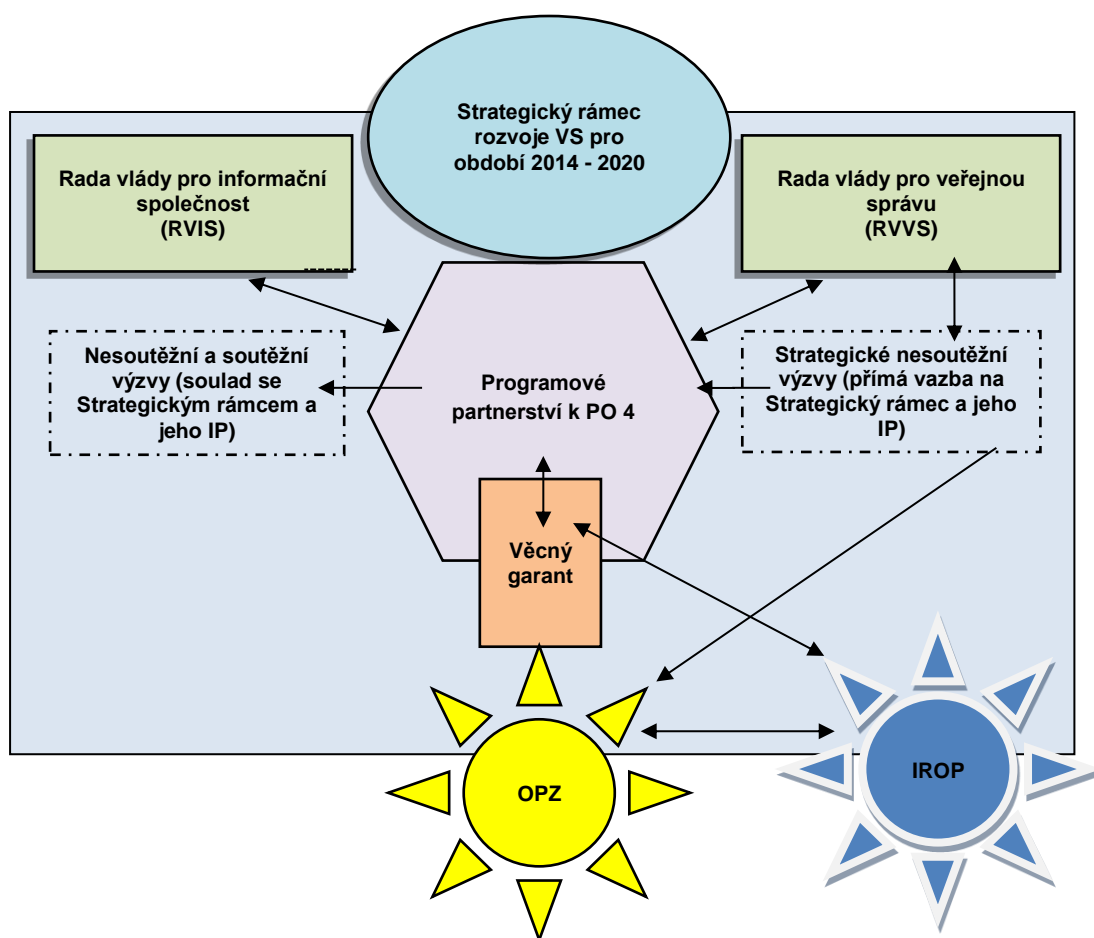 Strategický rámec
rozvoje VS pro
období 2014 - 2020
Rada vlády pro informační
společnost
(RVIS)
Rada vlády pro veřejnou
správu
(RVVS)
Nesoutěžní a soutěžní
výzvy (soulad se
Strategickým rámcem a
jeho IP)
Programové
partnerství k PO 4
Strategické nesoutěžní
výzvy (přímá vazba na
Strategický rámec a jeho
IP)
Věcný
garant
OPZ
IROP